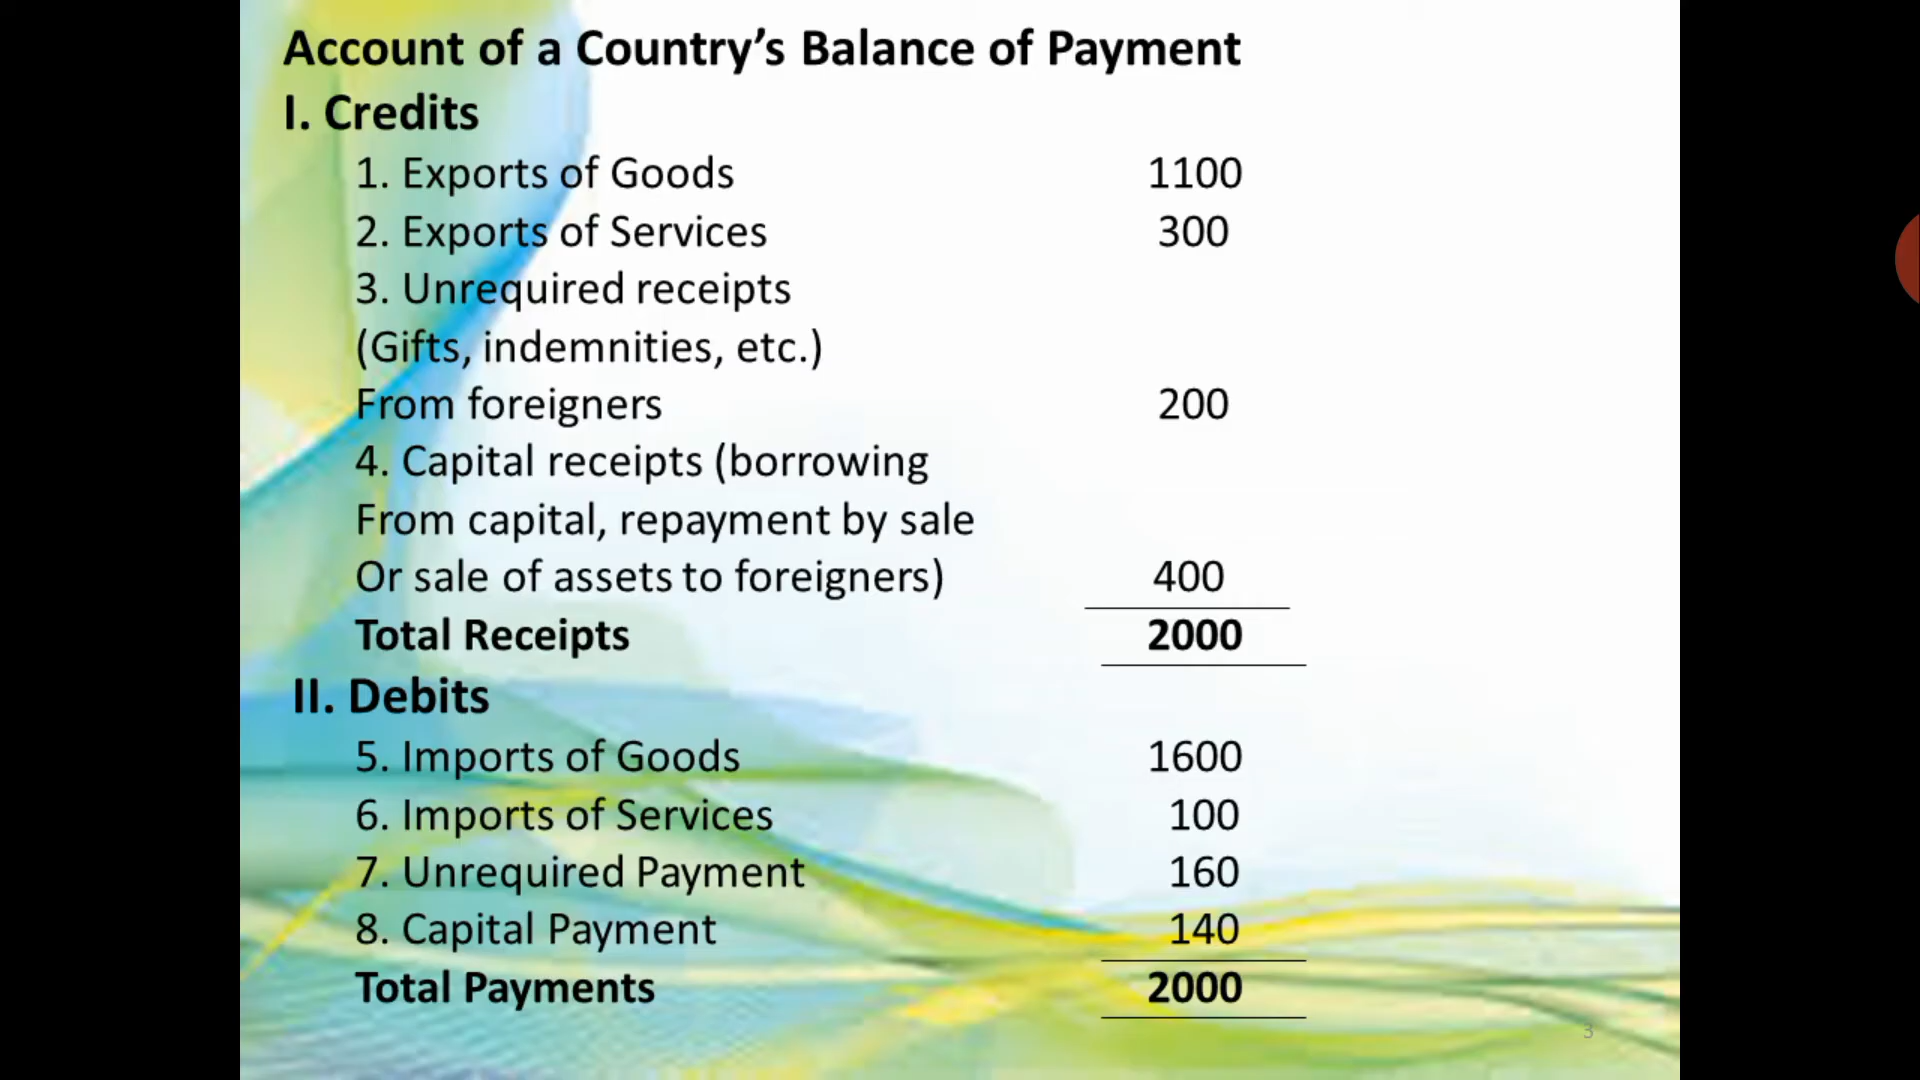 Account of a Country’s Balance of Payment
I. Credits
1. Exports of Goods 1100
2. Exports of Services 300
3. Unrequired receipts
(Gifts, indemnities, etc.)
From foreigners 200
4. Capital receipts (borrowing
From capital, repayment by sale
Or sale of assets to foreigners) 400
Total Receipts 2000
II. Debits
5. Imports of Goods 1600
6. Imports of Services 100
7. Unrequired Payment 160
8. Capital Payment 140
Total Payments 2000
3